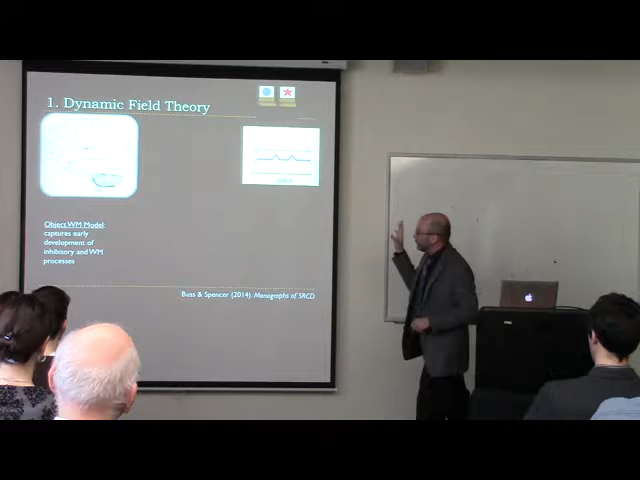 1. Dynamic Field Theory
Object WM Model:
captures early
development of
inhibitory and WM
processes
Buss & Spencer (2014). Monographs of SRCD